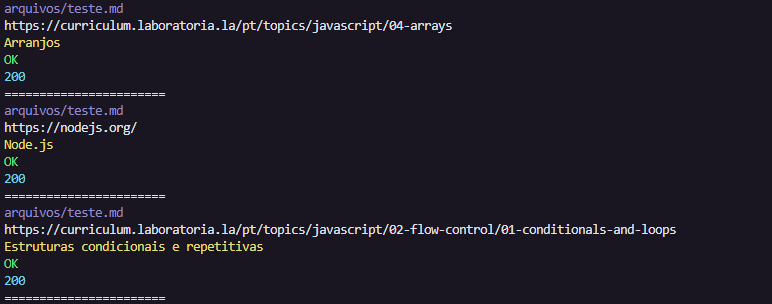 arquivos/teste.md
https://curriculum.laboratoria.la/pt/topics/javascript/04-arrays
Arranjos
OK
200
=======================
arquivos/teste.md
https://nodejs.org/
Node.js
OK
200
=======================
arquivos/teste.md
https://curriculum.laboratoria.la/pt/topics/javascript/02-flow-control/01-conditionals-and-loops
Estruturas condicionais e repetitivas
OK
200
=======================